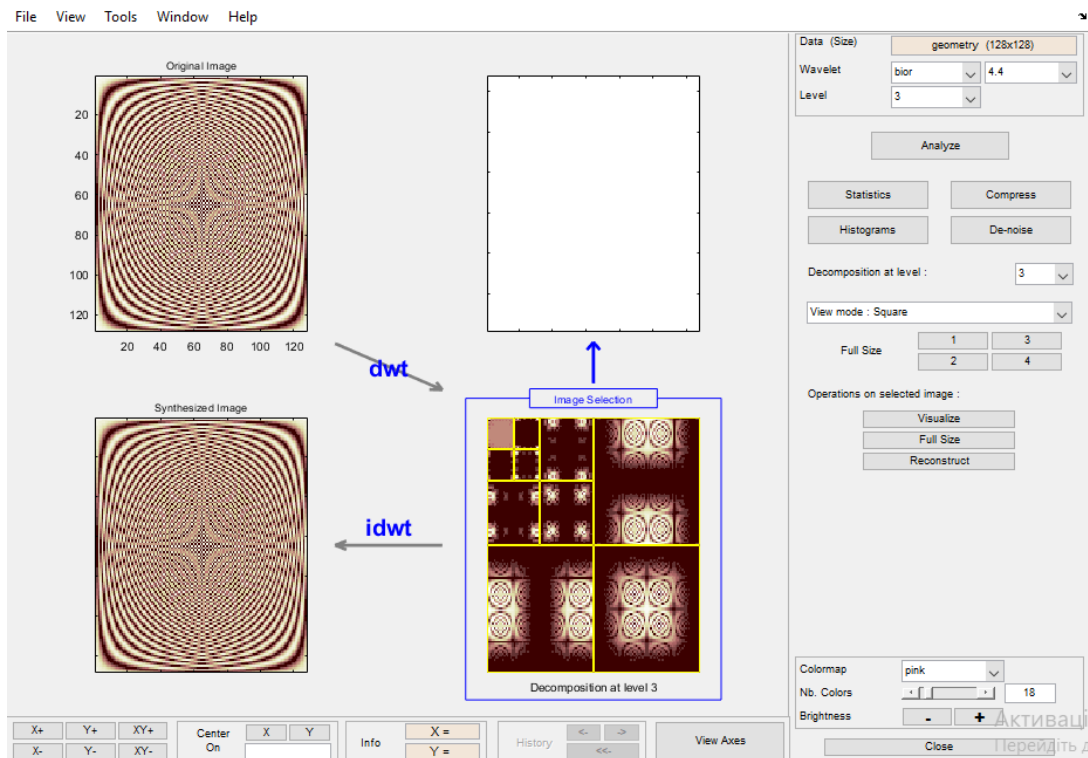 File View Tools Window Help
Original Image
20
40
60
80
100
120
20 40 60 80 100 120
dwt
Synthesized Image
idwt
Image Selection
Decomposition at level 3
Data (Size) geometry (128x128)
Wavelet bior 4.4
Level 3
Analyze
Statistics Compress
Histograms De-noise
Decomposition at level : 3
View mode : Square
Full Size 1 3
2 4
Operations on selected image :
Visualize
Full Size
Reconstruct
Colormap pink
Nb. Colors 18
Brightness - +
Активаці
Close Перейдіть д
X+ Y+ XY+
X- Y- XY-
Center On X Y
Info X =
Y =
History <- ->
<<-
View Axes